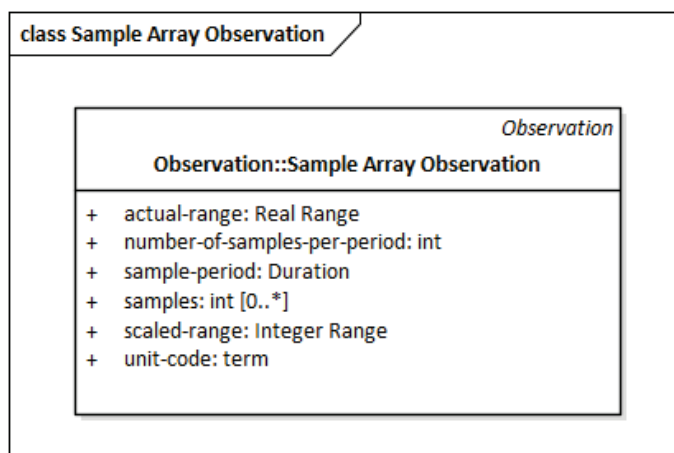 class Sample Array Observation
Observation
Observation::Sample Array Observation
+ actual-range: Real Range
+ number-of-samples-per-period: int
+ sample-period: Duration
+ samples: int [0..*]
+ scaled-range: Integer Range
+ unit-code: term